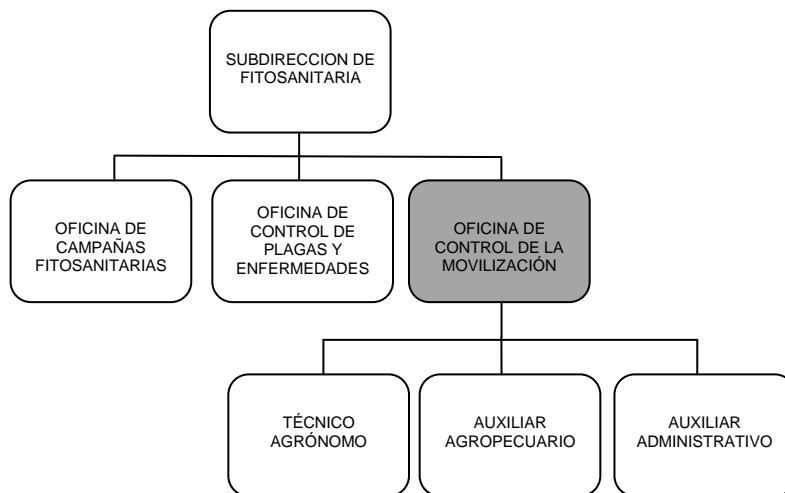 SUBDIRECCION DE
FITOSANITARIA
OFICINA DE
CAMPAÑAS
FITOSANITARIAS
OFICINA DE
CONTROL DE
PLAGAS Y
ENFERMEDADES
OFICINA DE
CONTROL DE LA
MOVILIZACIÓN
TÉCNICO
AGRÓNOMO
AUXILIAR
AGROPECUARIO
AUXILIAR
ADMINISTRATIVO